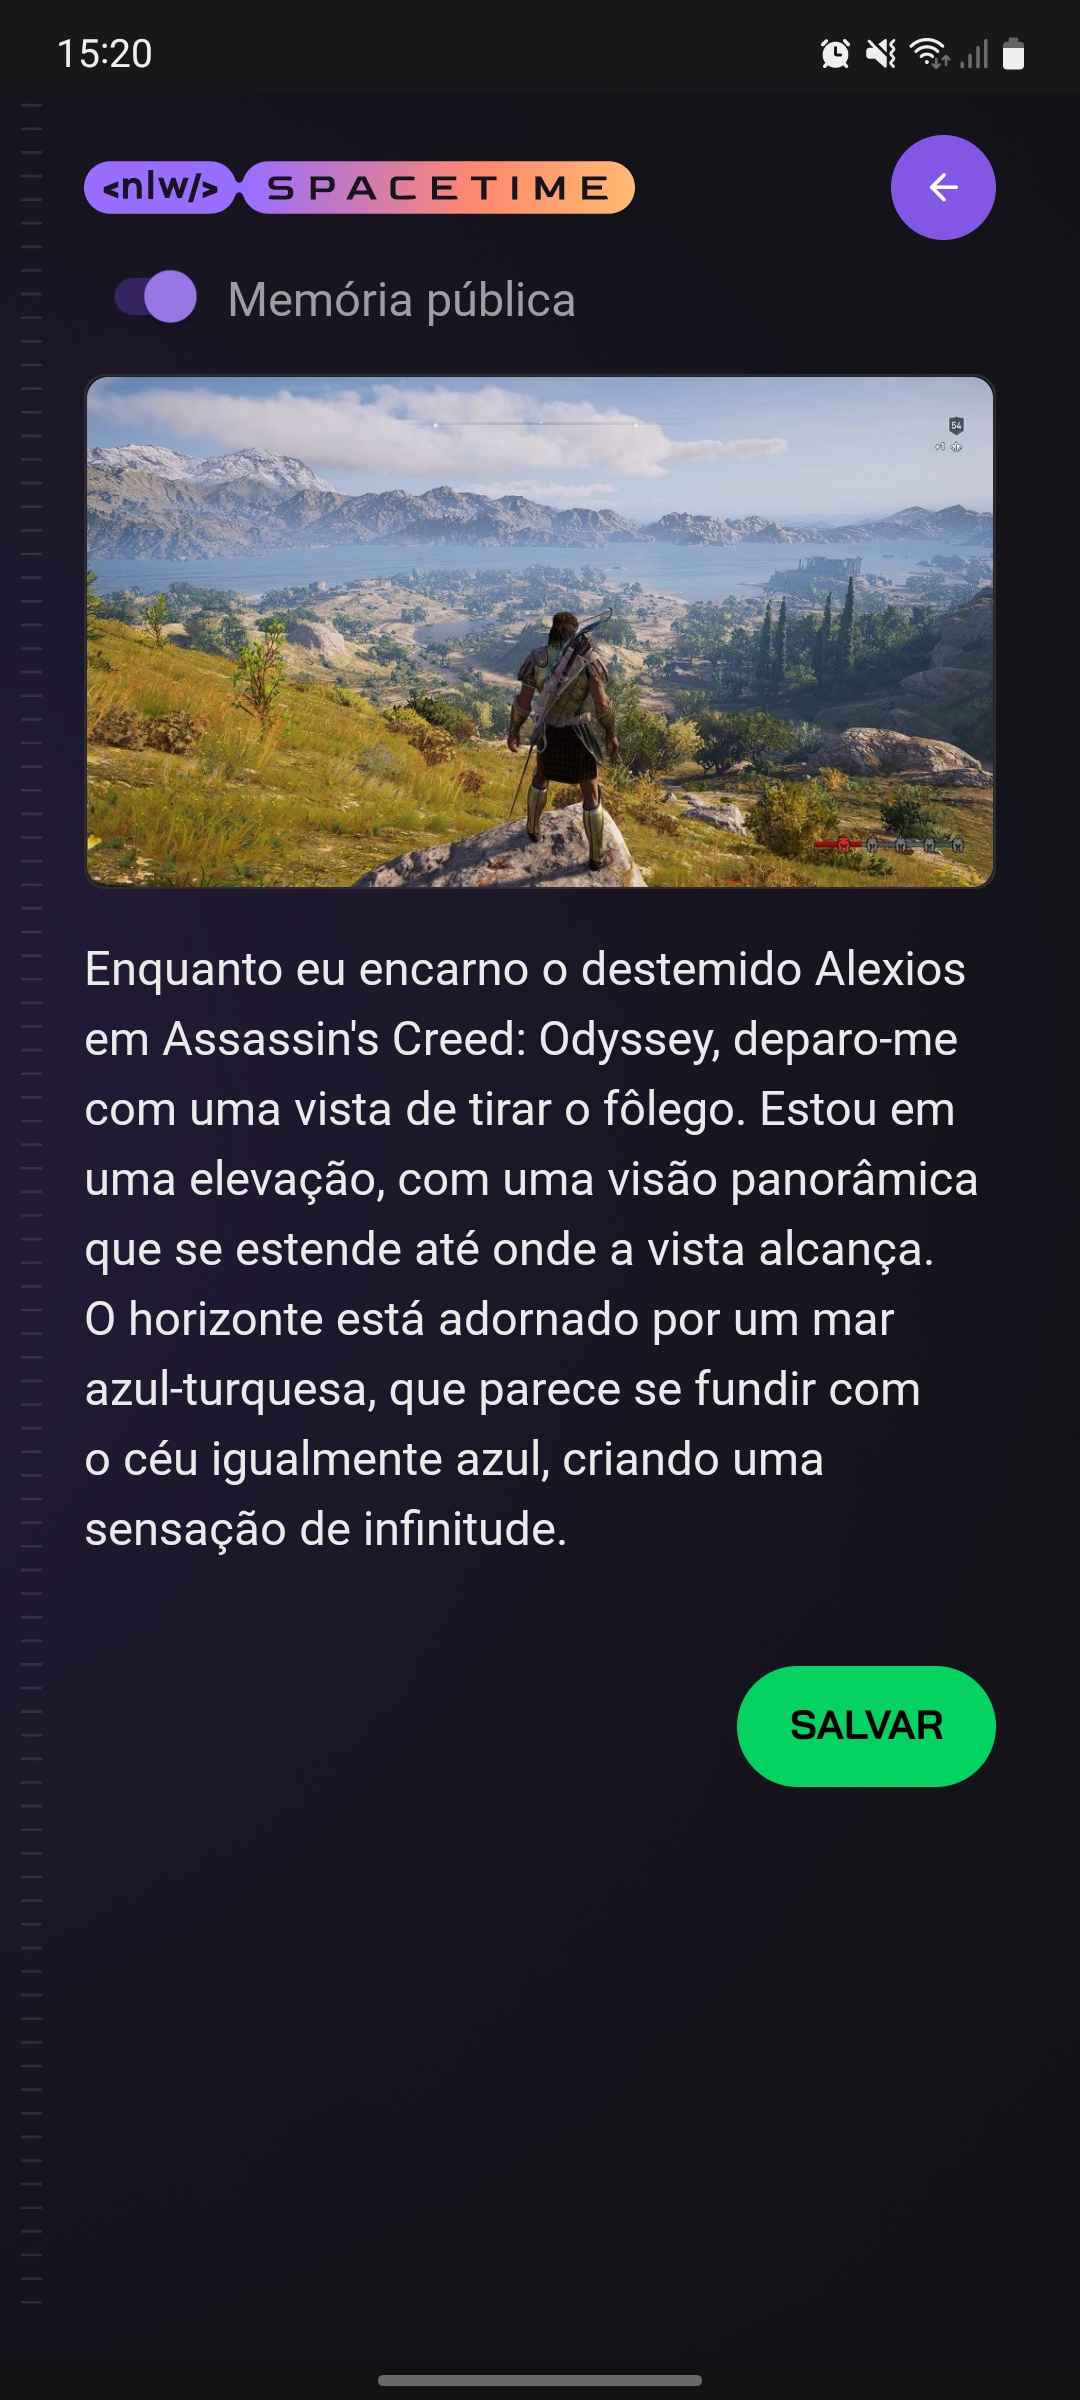 15:20
<nlw/> SPACETIME
Memória pública
54
+1
Enquanto eu encarno o destemido Alexios
em Assassin's Creed: Odyssey, deparo-me
com uma vista de tirar o fôlego. Estou em
uma elevação, com uma visão panorâmica
que se estende até onde a vista alcança.
O horizonte está adornado por um mar
azul-turquesa, que parece se fundir com
o céu igualmente azul, criando uma
sensação de infinitude.
SALVAR